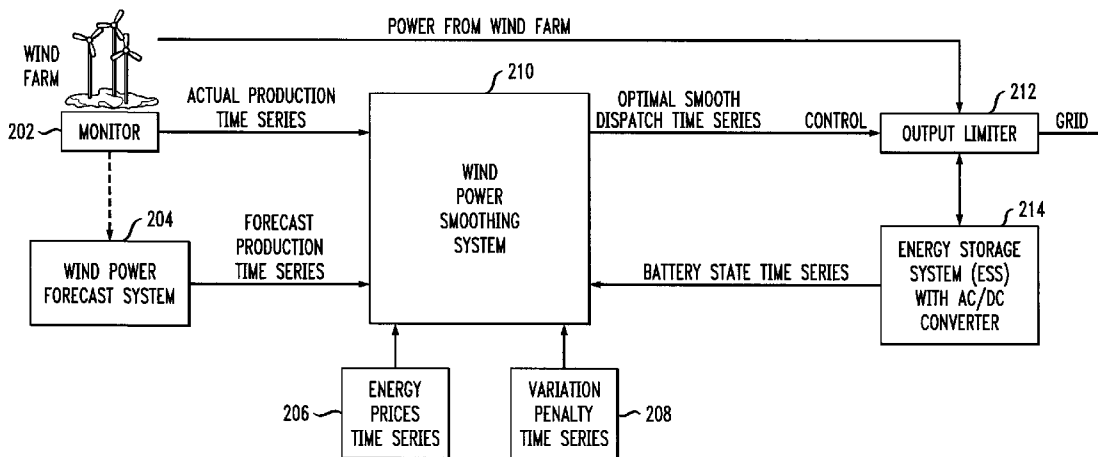 POWER FROM WIND FARM
WIND
FARM
210
ACTUAL PRODUCTION
TIME SERIES
OPTIMAL SMOOTH
DISPATCH TIME SERIES
CONTROL
212
202
MONITOR
OUTPUT LIMITER
GRID
WIND
POWER
SMOOTHING
SYSTEM
204
FORECAST
PRODUCTION
TIME SERIES
214
WIND POWER
FORECAST SYSTEM
BATTERY STATE TIME SERIES
ENERGY STORAGE
SYSTEM (ESS)
WITH AC/DC
CONVERTER
206
ENERGY
PRICES
TIME SERIES
VARIATION
PENALTY
TIME SERIES
208